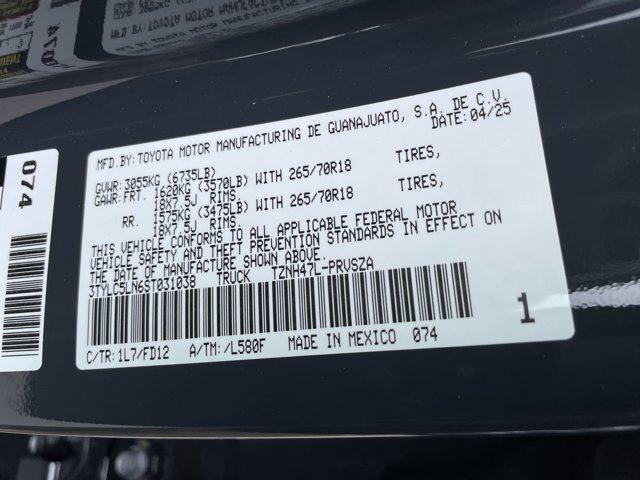 MFD.BY: TOYOTA MOTOR MANUFACTURING DE GUANAJUATO, S.A. DE C.V.
DATE: 04/25
GVWR: 3055KG (6735LB)
GAWR: FRT. 1620KG (3570LB) WITH 265/70R18 TIRES,
18X7.5J RIMS
RR. 1575KG (3475LB) WITH 265/70R18 TIRES,
18X7.5J RIMS
THIS VEHICLE CONFORMS TO ALL APPLICABLE FEDERAL MOTOR
VEHICLE SAFETY AND THEFT PREVENTION STANDARDS IN EFFECT ON
THE DATE OF MANUFACTURE SHOWN ABOVE.
3TYLC5LN6ST031038 TRUCK TZNH47L-PRVSZA
1
C/TR: 1L7/FD12 A/TM: /L580F MADE IN MEXICO 074
074